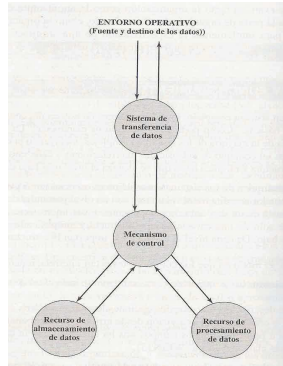 ENTORNO OPERATIVO
(Fuente y destino de los datos))
Sistema de
transferencia
de datos
Mecanismo
de control
Recurso de
almacenamiento
de datos
Recurso de
procesamiento
de datos